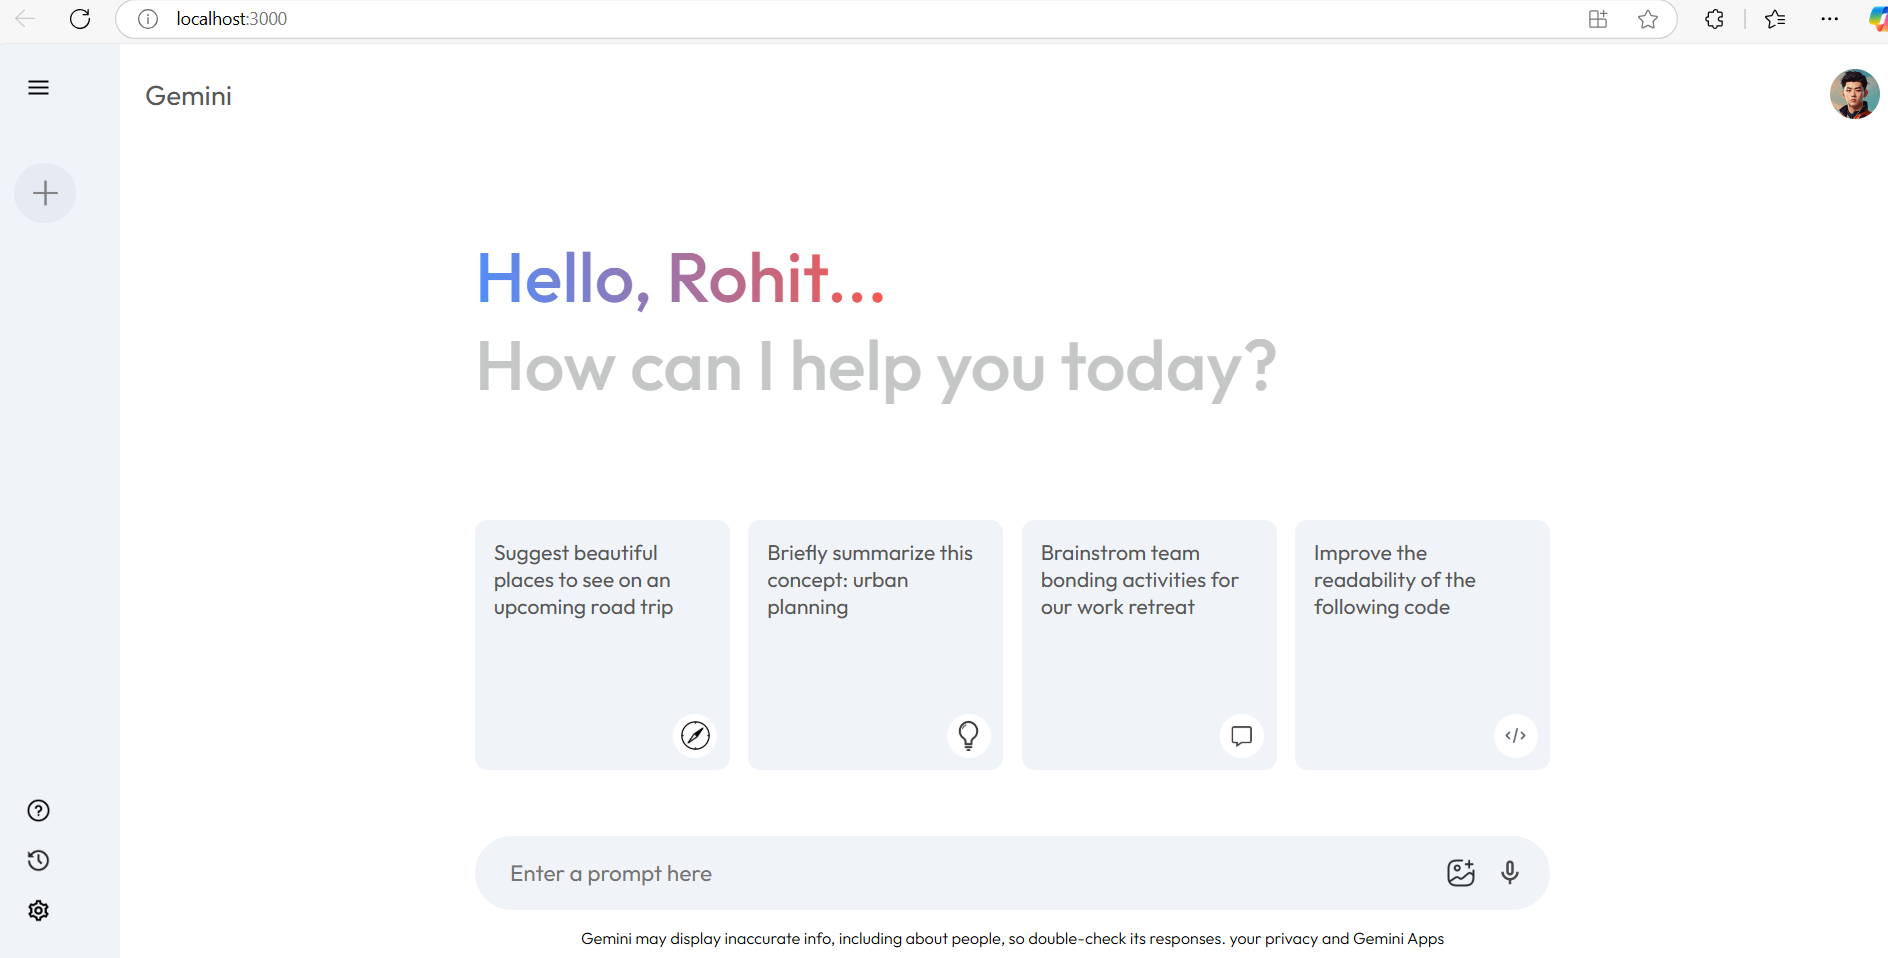 localhost:3000
Gemini
Hello, Rohit...
How can I help you today?
Suggest beautiful
places to see on an
upcoming road trip
Briefly summarize this
concept: urban
planning
Brainstrom team
bonding activities for
our work retreat
Improve the
readability of the
following code
Enter a prompt here
Gemini may display inaccurate info, including about people, so double-check its responses. your privacy and Gemini Apps